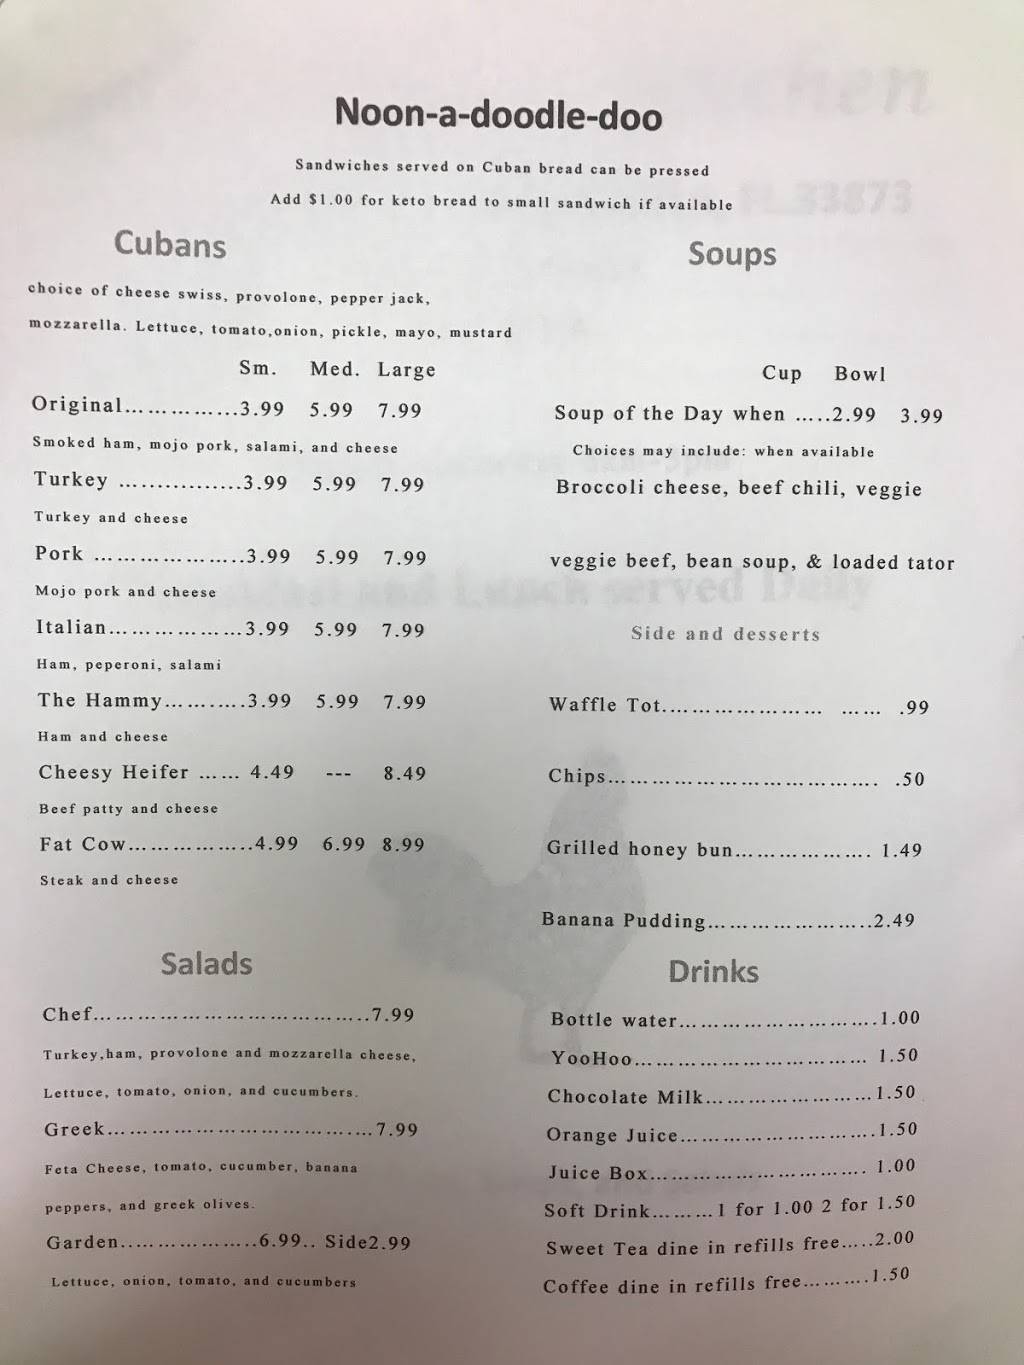 Noon-a-doodle-doo
Sandwiches served on Cuban bread can be pressed
Add $1.00 for keto bread to small sandwich if available
Cubans
choice of cheese swiss, provolone, pepper jack,
mozzarella. Lettuce, tomato,onion, pickle, mayo, mustard
Sm. Med. Large
Original...............3.99 5.99 7.99
Smoked ham, mojo pork, salami, and cheese
Turkey ................3.99 5.99 7.99
Turkey and cheese
Pork ....................3.99 5.99 7.99
Mojo pork and cheese
Italian..................3.99 5.99 7.99
Ham, peperoni, salami
The Hammy...........3.99 5.99 7.99
Ham and cheese
Cheesy Heifer ...... 4.49 --- 8.49
Beef patty and cheese
Fat Cow.................4.99 6.99 8.99
Steak and cheese
Salads
Chef.....................................7.99
Turkey,ham, provolone and mozzarella cheese,
Lettuce, tomato, onion, and cucumbers.
Greek....................................7.99
Feta Cheese, tomato, cucumber, banana
peppers, and greek olives.
Garden...................6.99.. Side2.99
Lettuce, onion, tomato, and cucumbers
Soups
Cup Bowl
Soup of the Day when .....2.99 3.99
Choices may include: when available
Broccoli cheese, beef chili, veggie
veggie beef, bean soup, & loaded tator
Side and desserts
Waffle Tot...................... ...... .99
Chips..................................... .50
Grilled honey bun................... 1.49
Banana Pudding.......................2.49
Drinks
Bottle water...........................1.00
YooHoo................................ 1.50
Chocolate Milk.......................1.50
Orange Juice...........................1.50
Juice Box.............................. 1.00
Soft Drink.........1 for 1.00 2 for 1.50
Sweet Tea dine in refills free.....2.00
Coffee dine in refills free.........1.50
33873
Lunch served Daily